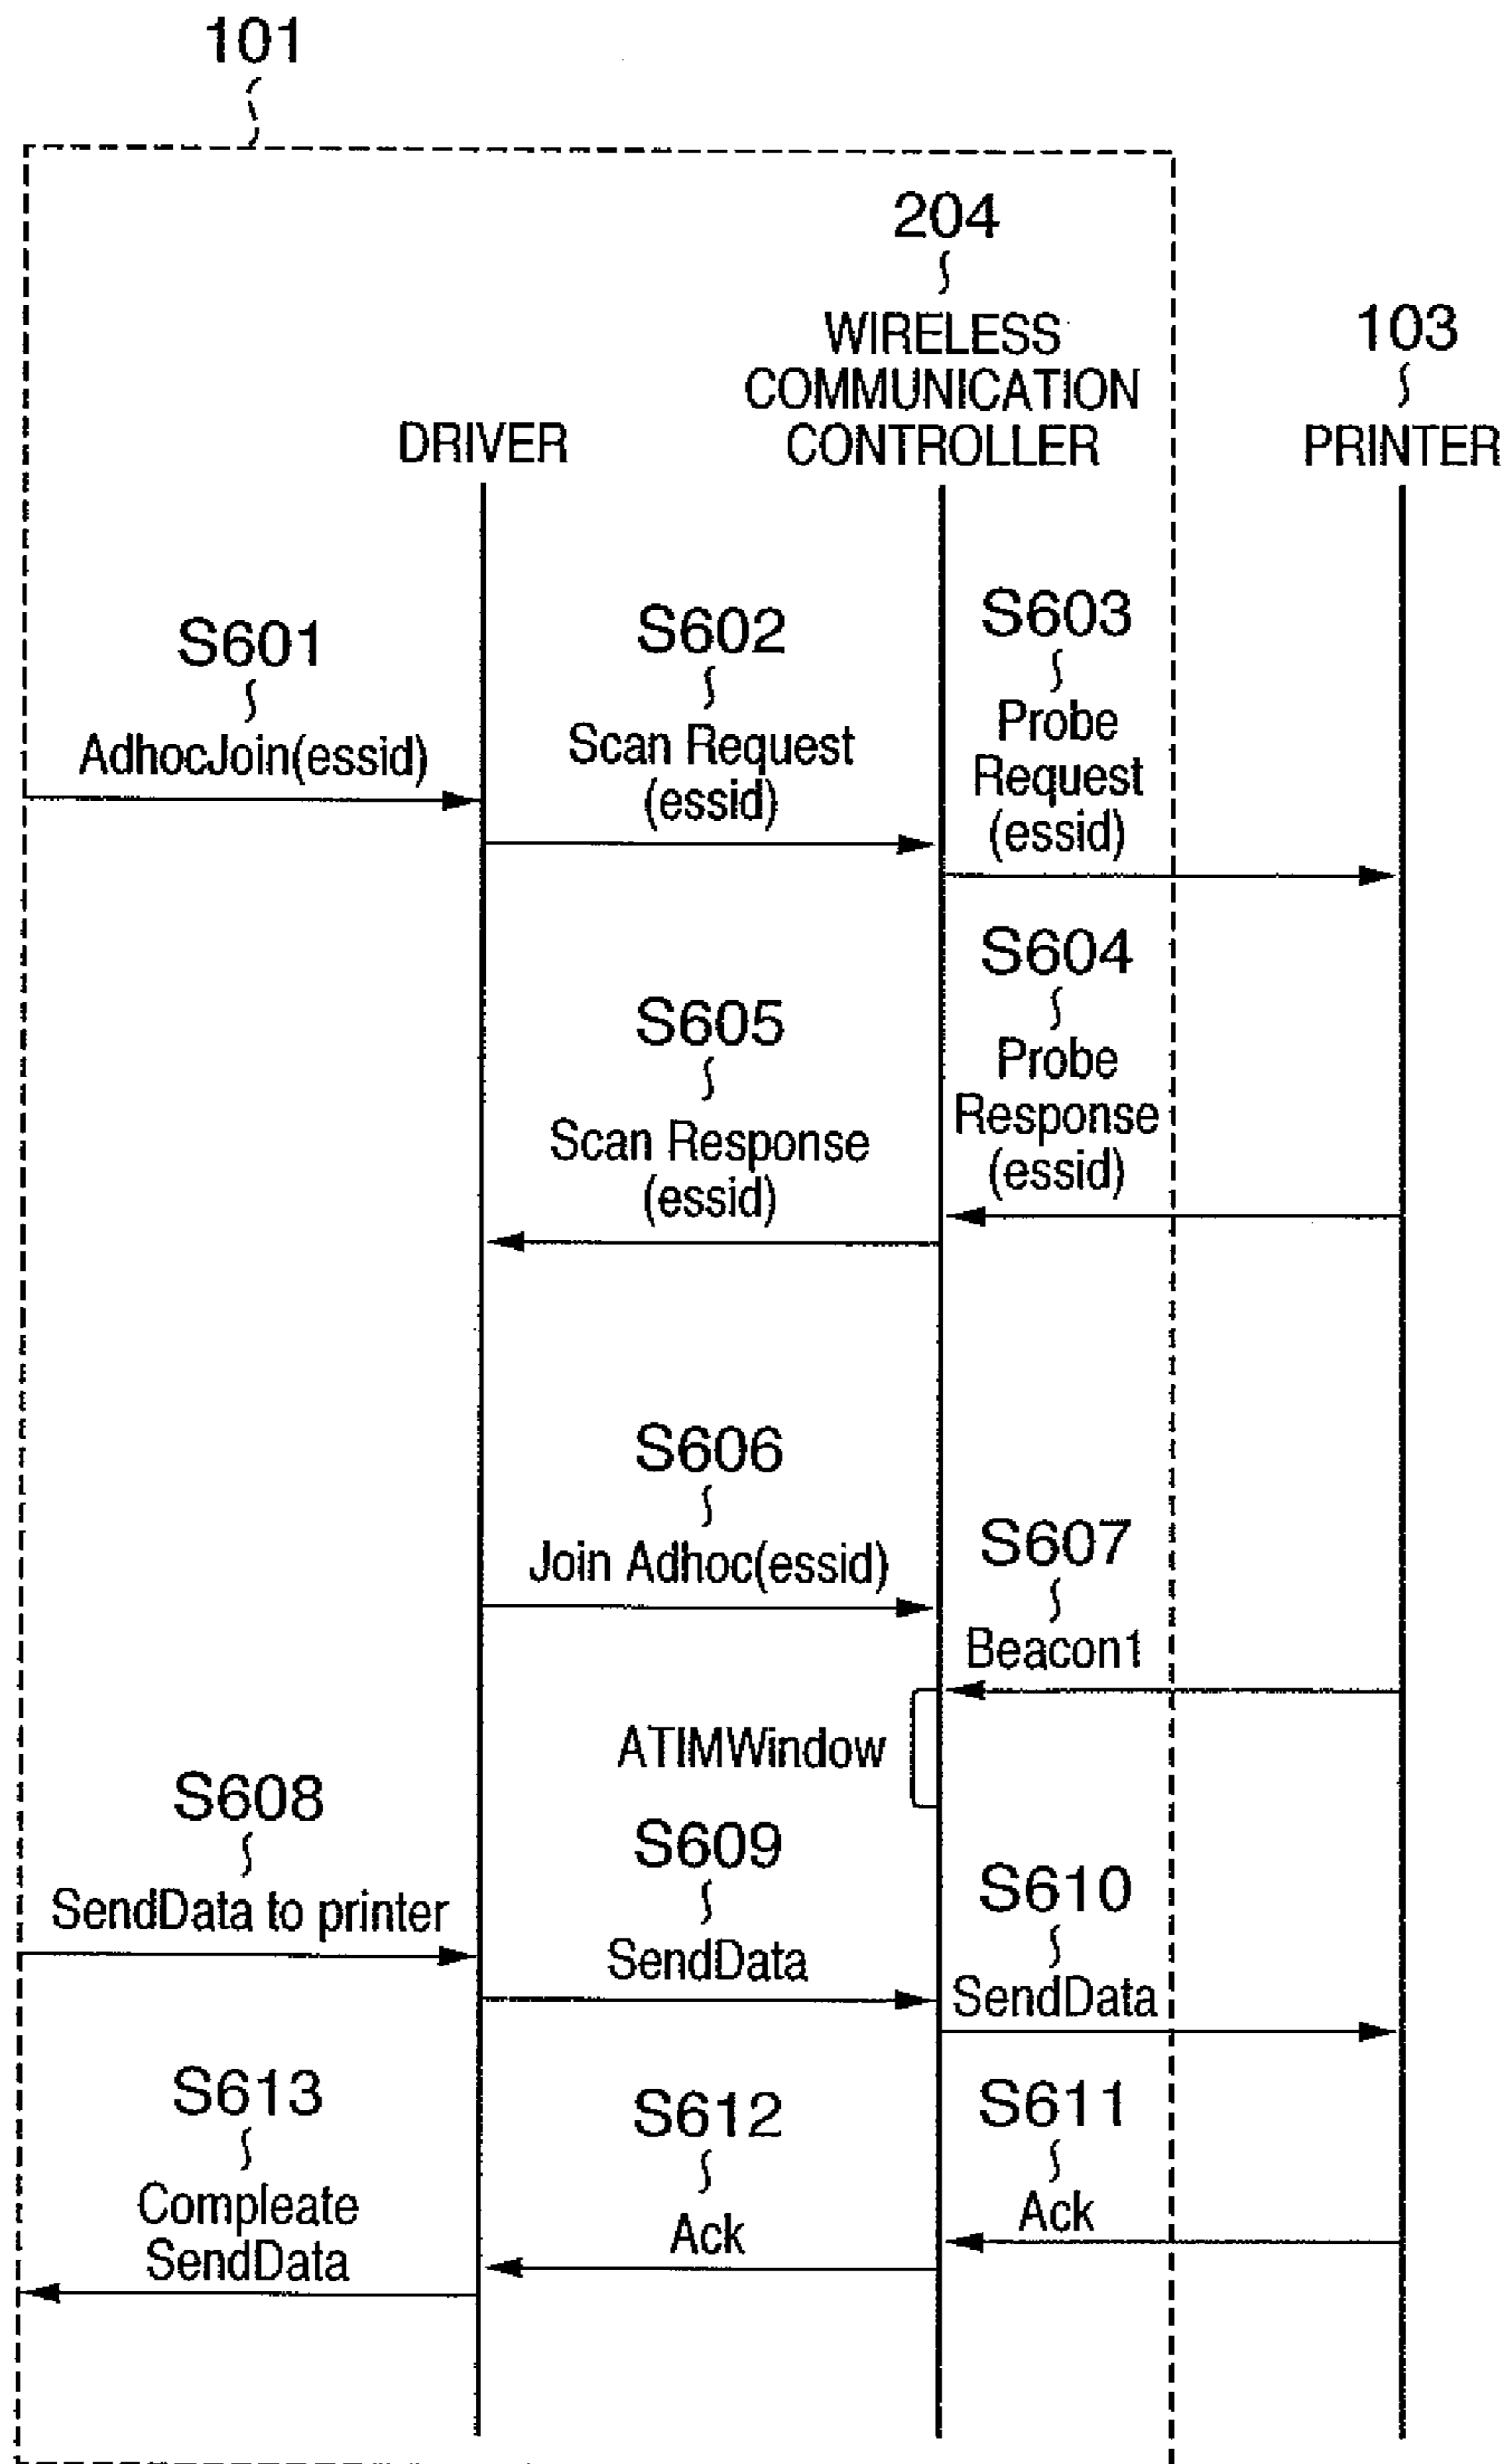 101
204
WIRELESS
COMMUNICATION
CONTROLLER
103
DRIVER
PRINTER
S601
AdhocJoin(essid)
S602
Scan Request
(essid)
S603
Probe
Request
(essid)
S604
Probe
Response
(essid)
S605
Scan Response
(essid)
S606
Join Adhoc(essid)
S607
Beacon1
ATIMWindow
S608
SendData to printer
S609
SendData
S610
SendData
S611
Ack
S612
Ack
S613
Compleate
SendData